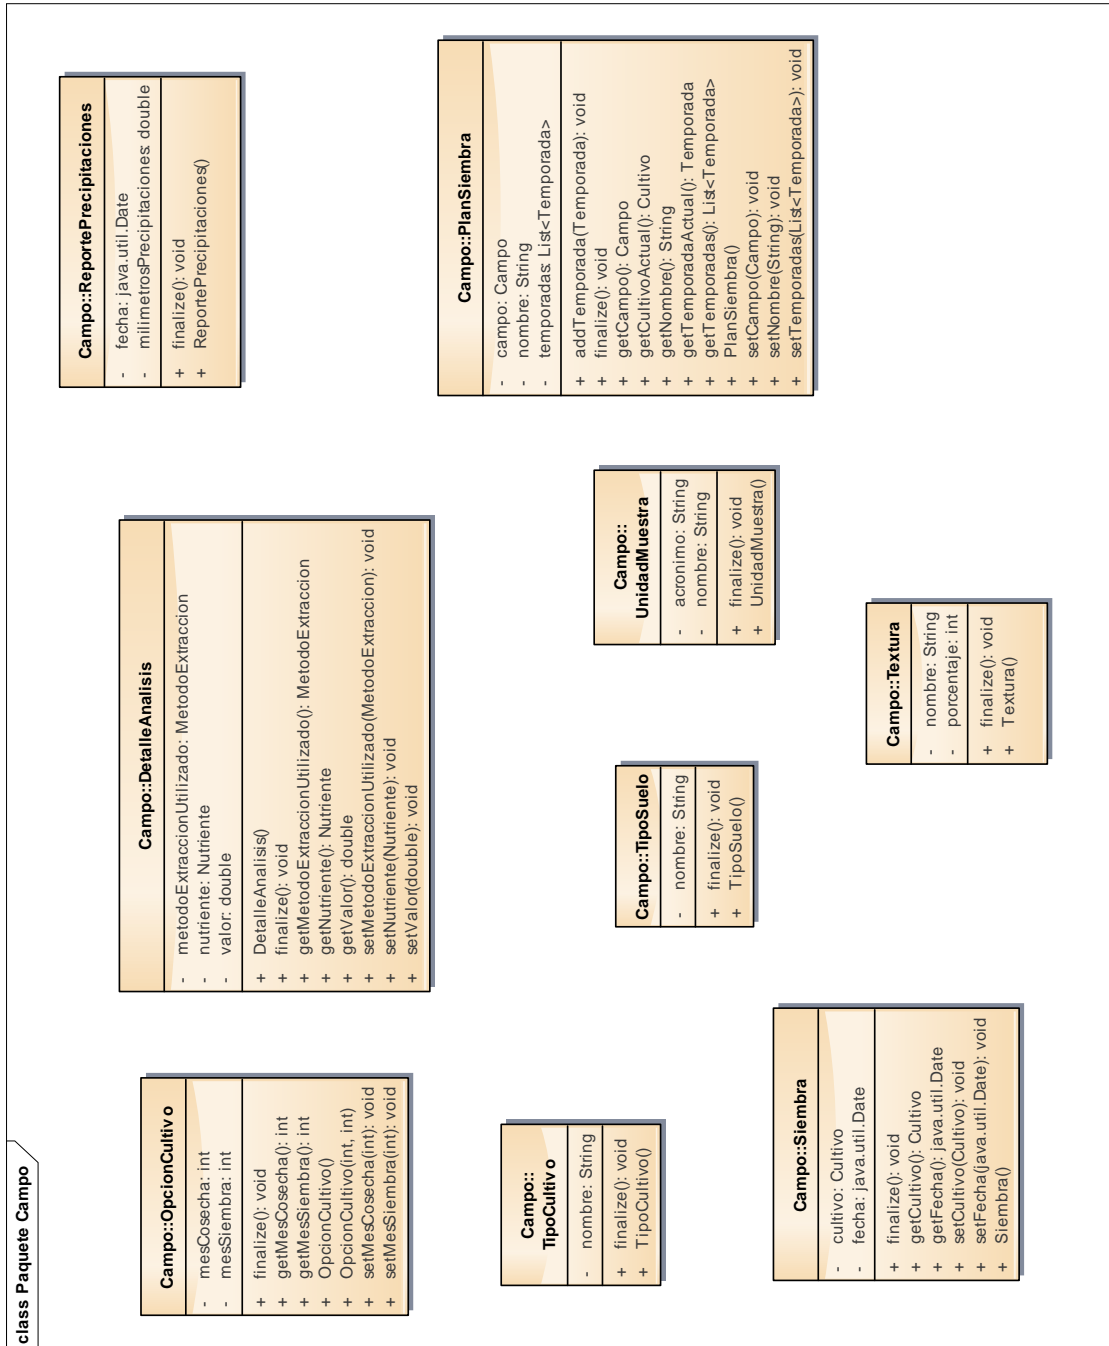 class Paquete Campo
Campo::OpcionCultivo
- mesCosecha: int
- mesSiembra: int
+ finalize(): void
+ getMesCosecha(): int
+ getMesSiembra(): int
+ OpcionCultivo()
+ OpcionCultivo(int, int)
+ setMesCosecha(int): void
+ setMesSiembra(int): void
Campo::DetalleAnalisis
- metodoExtraccionUtilizado: MetodoExtraccion
- nutriente: Nutriente
- valor: double
+ DetalleAnalisis()
+ finalize(): void
+ getMetodoExtraccionUtilizado(): MetodoExtraccion
+ getNutriente(): Nutriente
+ getValor(): double
+ setMetodoExtraccionUtilizado(MetodoExtraccion): void
+ setNutriente(Nutriente): void
+ setValor(double): void
Campo::ReportePrecipitaciones
- fecha: java.util.Date
- milimetrosPrecipitaciones: double
+ finalize(): void
+ ReportePrecipitaciones()
Campo::
TipoCultivo
- nombre: String
+ finalize(): void
+ TipoCultivo()
Campo::TipoSuelo
- nombre: String
+ finalize(): void
+ TipoSuelo()
Campo::
UnidadMuestra
- acronimo: String
- nombre: String
+ finalize(): void
+ UnidadMuestra()
Campo::PlanSiembra
- campo: Campo
- nombre: String
- temporadas: List<Temporada>
+ addTemporada(Temporada): void
+ finalize(): void
+ getCampo(): Campo
+ getCultivoActual(): Cultivo
+ getNombre(): String
+ getTemporadaActual(): Temporada
+ getTemporadas(): List<Temporada>
+ PlanSiembra()
+ setCampo(Campo): void
+ setNombre(String): void
+ setTemporadas(List<Temporada>): void
Campo::Siembra
- cultivo: Cultivo
- fecha: java.util.Date
+ finalize(): void
+ getCultivo(): Cultivo
+ getFecha(): java.util.Date
+ setCultivo(Cultivo): void
+ setFecha(java.util.Date): void
+ Siembra()
Campo::Textura
- nombre: String
- porcentaje: int
+ finalize(): void
+ Textura()